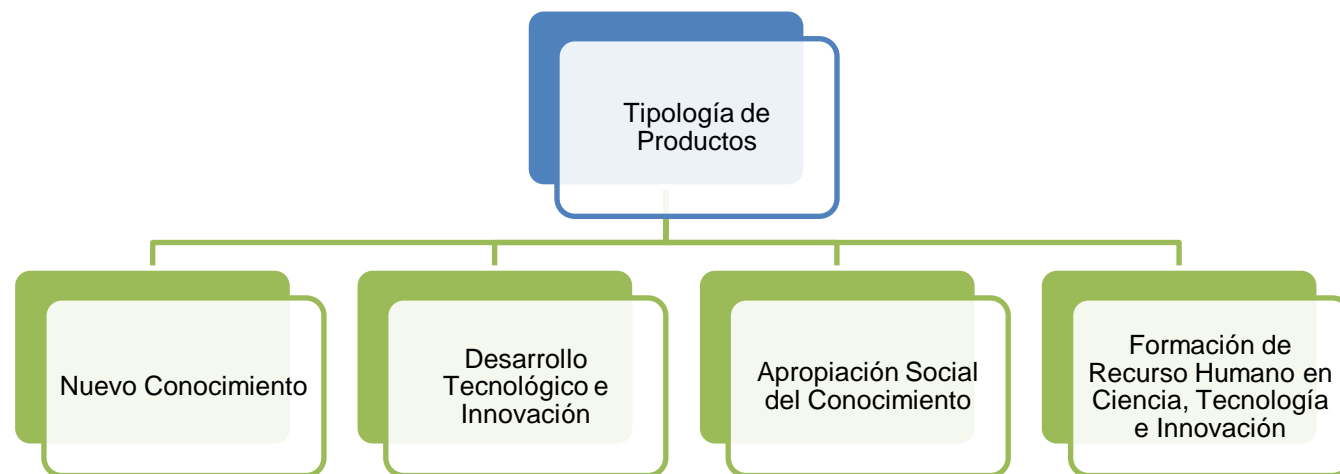 Tipología de
Productos
Nuevo Conocimiento
Desarrollo
Tecnológico e
Innovación
Apropiación Social
del Conocimiento
Formación de
Recurso Humano en
Ciencia, Tecnología
e Innovación